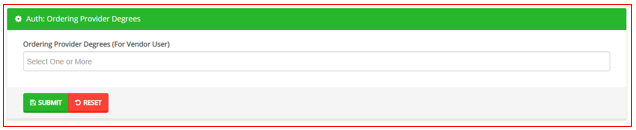 Auth: Ordering Provider Degrees
Ordering Provider Degrees (For Vendor User)
Select One or More
SUBMIT RESET